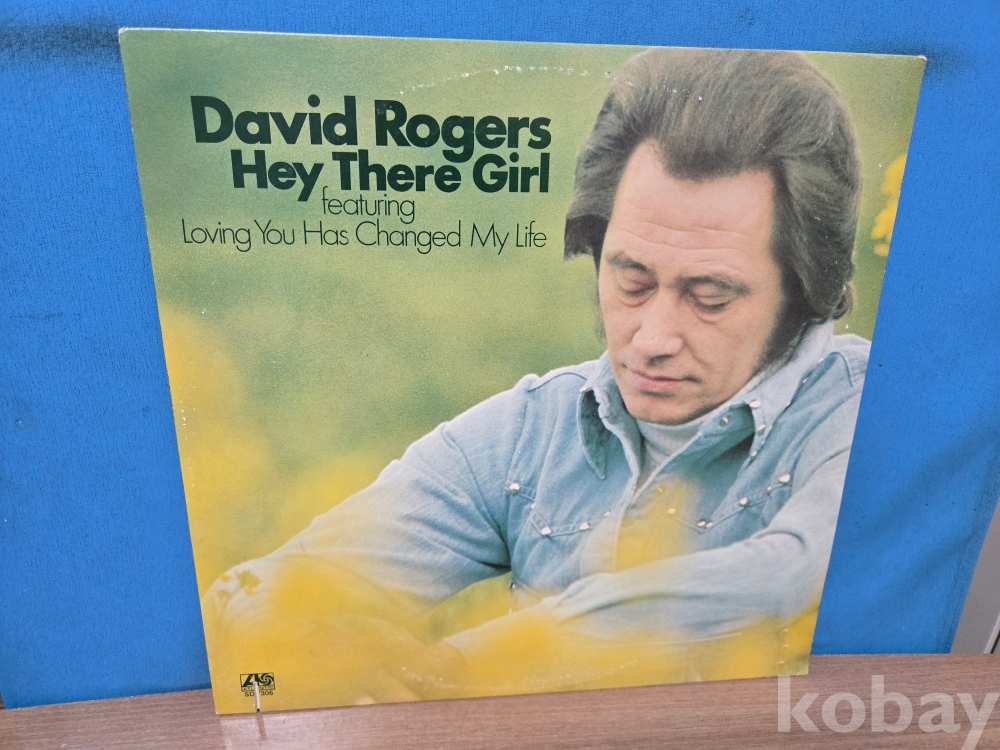 David Rogers
Hey There Girl
featuring
Loving You Has Changed My Life
kobay